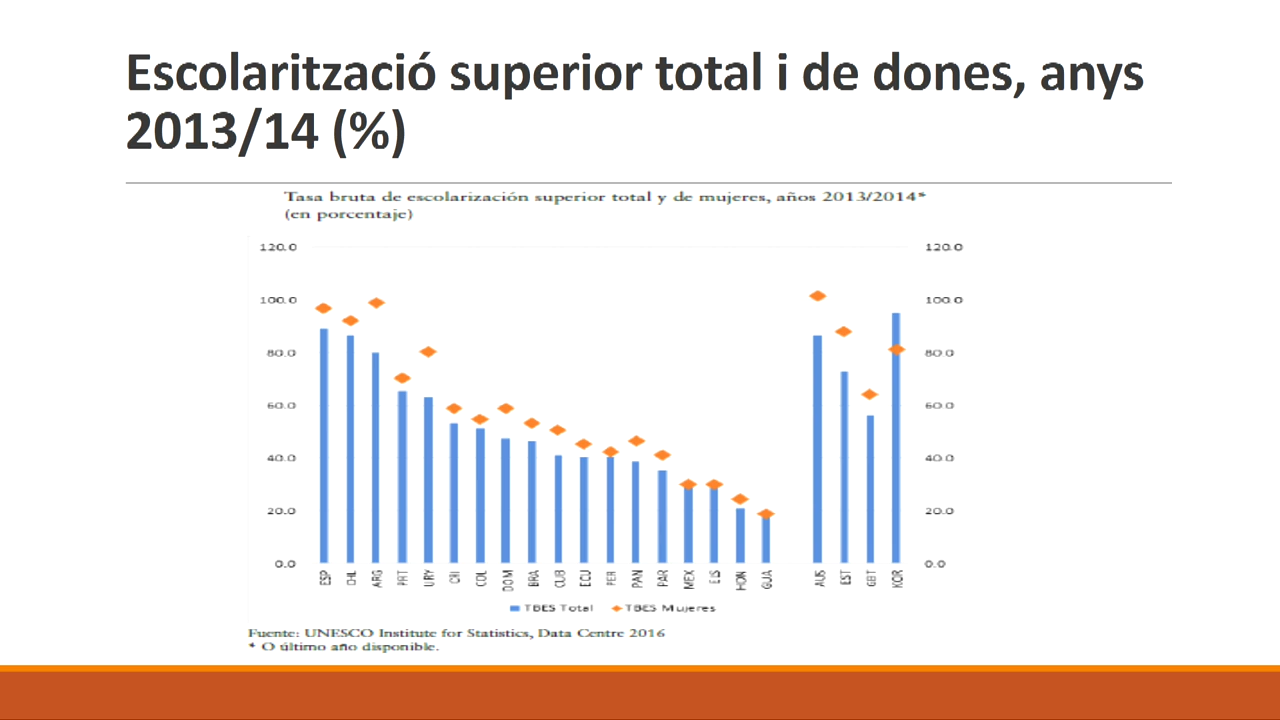 Escolarització superior total i de dones, anys
2013/14 (%)
Tasa bruta de escolarización superior total y de mujeres, años 2013/2014*
(en porcentaje)
120.0
100.0
80.0
60.0
40.0
20.0
0.0
120.0
100.0
80.0
60.0
40.0
20.0
0.0
ESP CHL ARG PRT URY CRI COL DOM BRA CUB ECU PER PAN PAR MEX ELS HON GUA AUS EST GBT KOR
TBES Total TBES Mujeres
Fuente: UNESCO Institute for Statistics, Data Centre 2016
* O último año disponible.